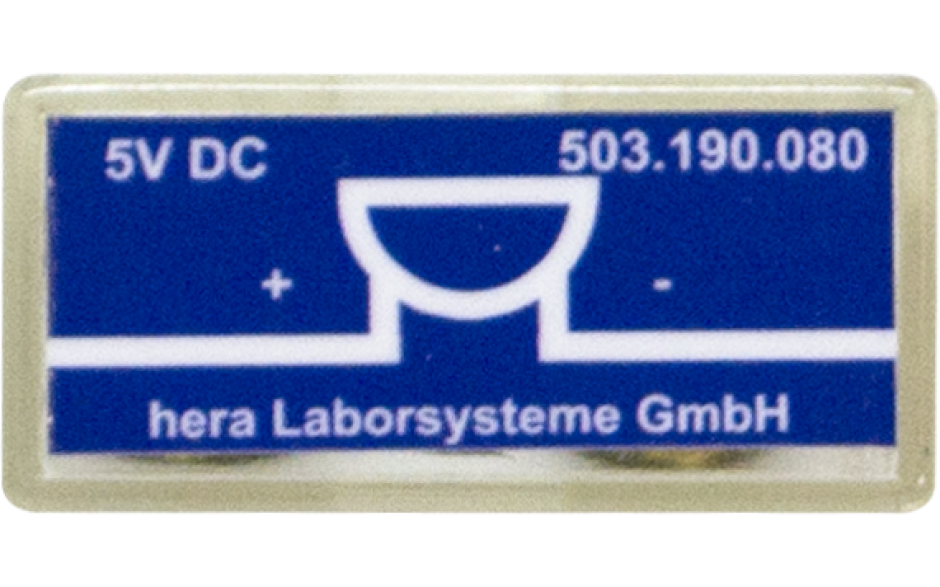 5V DC 503.190.080
+ -
hera Laborsysteme GmbH